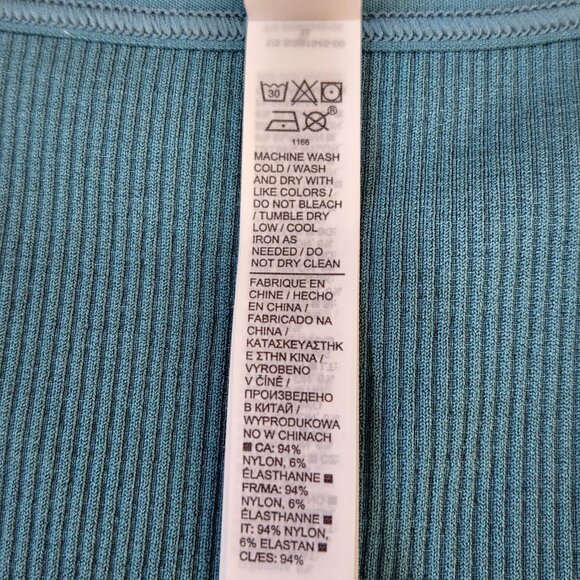 30
R
1166
MACHINE WASH
COLD / WASH
AND DRY WITH
LIKE COLORS /
DO NOT BLEACH
/ TUMBLE DRY
LOW / COOL
IRON AS
NEEDED / DO
NOT DRY CLEAN
FABRIQUE EN
CHINE / HECHO
EN CHINA /
FABRICADO NA
CHINA /
ΚΑΤΑΣΚΕΥΑΣΤΗΚ
Ε ΣΤΗΝ ΚΙΝΑ /
VYROBENO
V ČÍNĚ /
ПРОИЗВЕДЕНО
В КИТАЙ /
WYPRODUKOWA
NO W CHINACH
CA: 94%
NYLON, 6%
ÉLASTHANNE
FR/MA: 94%
NYLON, 6%
ÉLASTHANNE
IT: 94% NYLON,
6% ELASTAN
CL/ES: 94%